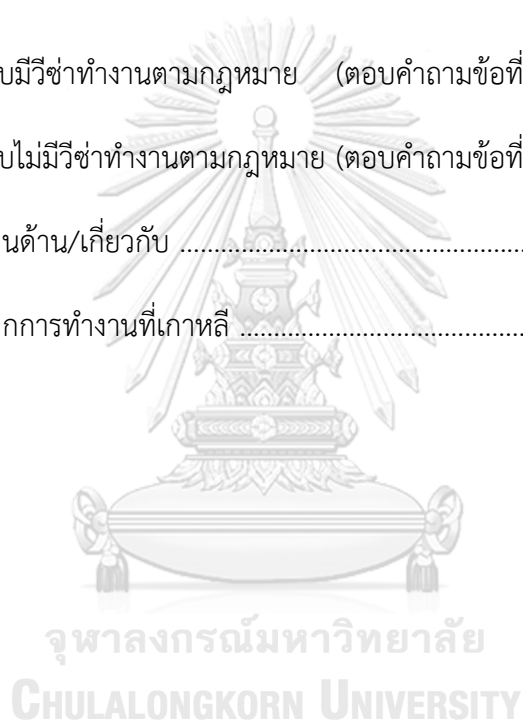 บมีวีซ่าทำงานตามกฎหมาย (ตอบคำถามข้อที่
บไม่มีวีซ่าทำงานตามกฎหมาย (ตอบคำถามข้อที่
นด้าน/เกี่ยวกับ ......................................................
กการทำงานที่เกาหลี ..............................................
จุฬาลงกรณ์มหาวิทยาลัย
CHULALONGKORN UNIVERSITY